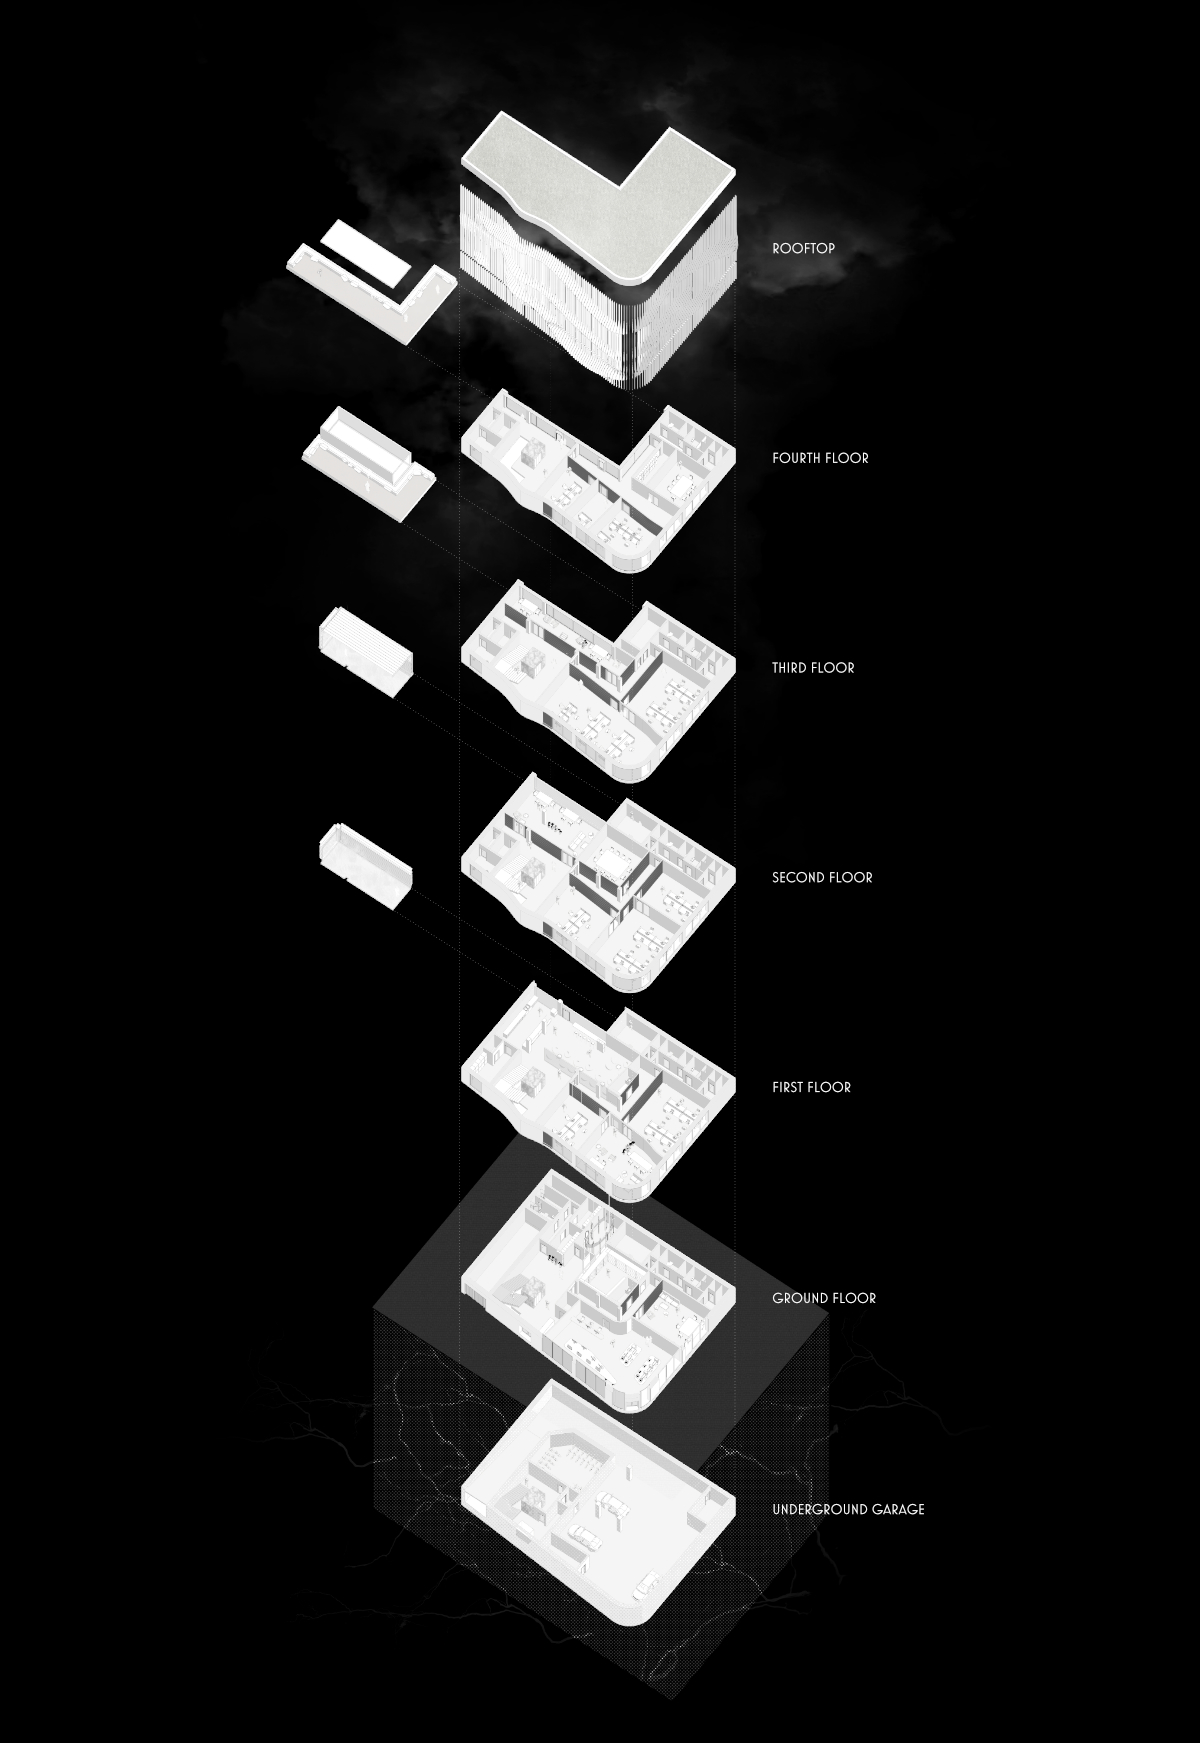 ROOFTOP
FOURTH FLOOR
THIRD FLOOR
SECOND FLOOR
FIRST FLOOR
GROUND FLOOR
UNDERGROUND GARAGE